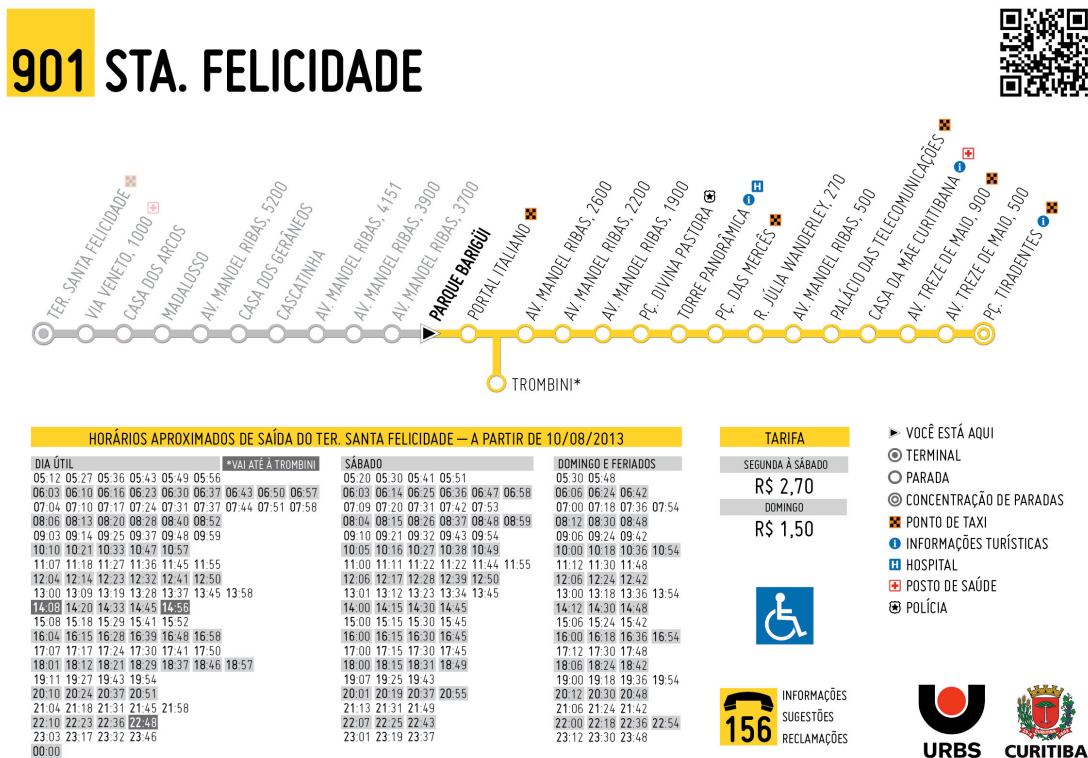 901 STA. FELICIDADE
TER. SANTA FELICIDADE
VIA VENETO, 1000
CASA DOS ARCOS
MADALOSSO
AV. MANOEL RIBAS, 5200
CASA DOS GERÂNEOS
CASCATINHA
AV. MANOEL RIBAS, 4151
AV. MANOEL RIBAS, 3900
AV. MANOEL RIBAS, 3700
PARQUE BARIGÜI
PORTAL ITALIANO
AV. MANOEL RIBAS, 2600
AV. MANOEL RIBAS, 2200
AV. MANOEL RIBAS, 1900
PÇ. DIVINA PASTORA
TORRE PANORÂMICA
PÇ. DAS MERCÊS
R. JÚLIA WANDERLEY, 270
AV. MANOEL RIBAS, 500
PALÁCIO DAS TELECOMUNICAÇÕES
CASA DA MÃE CURITIBANA
AV. TREZE DE MAIO, 900
AV. TREZE DE MAIO, 500
PÇ. TIRADENTES
TROMBINI*
HORÁRIOS APROXIMADOS DE SAÍDA DO TER. SANTA FELICIDADE – A PARTIR DE 10/08/2013
DIA ÚTIL *VAI ATÉ À TROMBINI
05:12 05:27 05:36 05:43 05:49 05:56
06:03 06:10 06:16 06:23 06:30 06:37 06:43 06:50 06:57
07:04 07:10 07:17 07:24 07:31 07:37 07:44 07:51 07:58
08:06 08:13 08:20 08:28 08:40 08:52
09:03 09:14 09:25 09:37 09:48 09:59
10:10 10:21 10:33 10:47 10:57
11:07 11:18 11:27 11:36 11:45 11:55
12:04 12:14 12:23 12:32 12:41 12:50
13:00 13:09 13:19 13:28 13:37 13:45 13:58
14:08 14:20 14:33 14:45 14:56
15:08 15:18 15:29 15:41 15:52
16:04 16:15 16:28 16:39 16:48 16:58
17:07 17:17 17:24 17:30 17:41 17:50
18:01 18:12 18:21 18:29 18:37 18:46 18:57
19:11 19:27 19:43 19:54
20:10 20:24 20:37 20:51
21:04 21:18 21:31 21:45 21:58
22:10 22:23 22:36 22:48
23:03 23:17 23:32 23:46
00:00
SÁBADO
05:20 05:30 05:41 05:51
06:03 06:14 06:25 06:36 06:47 06:58
07:09 07:20 07:31 07:42 07:53
08:04 08:15 08:26 08:37 08:48 08:59
09:10 09:21 09:32 09:43 09:54
10:05 10:16 10:27 10:38 10:49
11:00 11:11 11:22 11:22 11:44 11:55
12:06 12:17 12:28 12:39 12:50
13:01 13:12 13:23 13:34 13:45
14:00 14:15 14:30 14:45
15:00 15:15 15:30 15:45
16:00 16:15 16:30 16:45
17:00 17:15 17:30 17:45
18:00 18:15 18:31 18:49
19:07 19:25 19:43
20:01 20:19 20:37 20:55
21:13 21:31 21:49
22:07 22:25 22:43
23:01 23:19 23:37
DOMINGO E FERIADOS
05:30 05:48
06:06 06:24 06:42
07:00 07:18 07:36 07:54
08:12 08:30 08:48
09:06 09:24 09:42
10:00 10:18 10:36 10:54
11:12 11:30 11:48
12:06 12:24 12:42
13:00 13:18 13:36 13:54
14:12 14:30 14:48
15:06 15:24 15:42
16:00 16:18 16:36 16:54
17:12 17:30 17:48
18:06 18:24 18:42
19:00 19:18 19:36 19:54
20:12 20:30 20:48
21:06 21:24 21:42
22:00 22:18 22:36 22:54
23:12 23:30 23:48
TARIFA
SEGUNDA À SÁBADO
R$ 2,70
DOMINGO
R$ 1,50
VOCÊ ESTÁ AQUI
TERMINAL
PARADA
CONCENTRAÇÃO DE PARADAS
PONTO DE TAXI
INFORMAÇÕES TURÍSTICAS
HOSPITAL
POSTO DE SAÚDE
POLÍCIA
156
INFORMAÇÕES
SUGESTÕES
RECLAMAÇÕES
URBS
CURITIBA